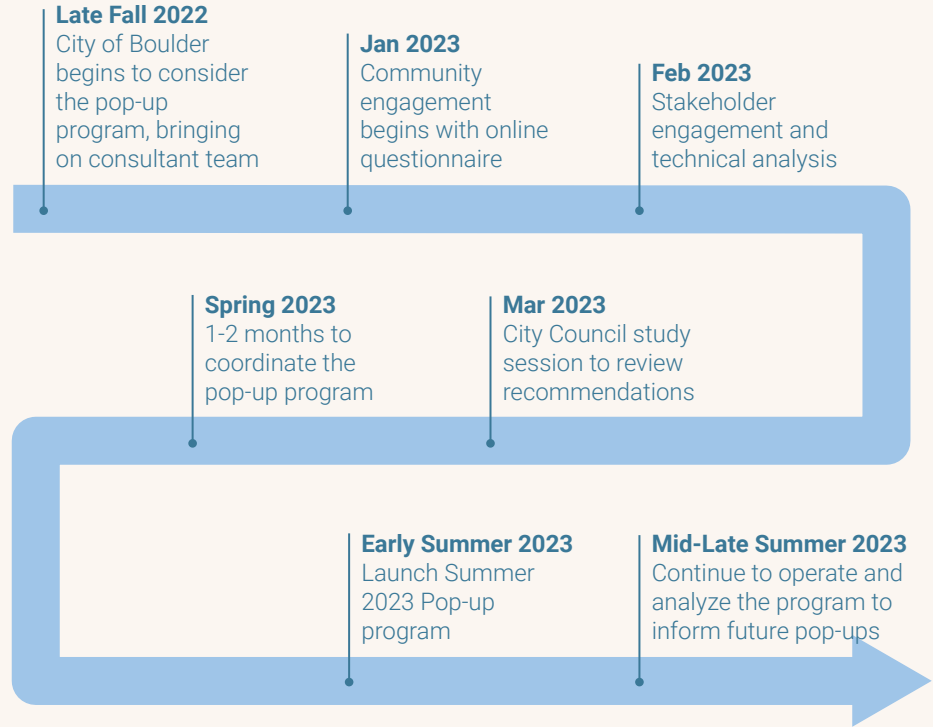 Late Fall 2022
City of Boulder
begins to consider
the pop-up
program, bringing
on consultant team
Jan 2023
Community
engagement
begins with online
questionnaire
Feb 2023
Stakeholder
engagement and
technical analysis
Mar 2023
City Council study
session to review
recommendations
Spring 2023
1-2 months to
coordinate the
pop-up program
Early Summer 2023
Launch Summer
2023 Pop-up
program
Mid-Late Summer 2023
Continue to operate and
analyze the program to
inform future pop-ups